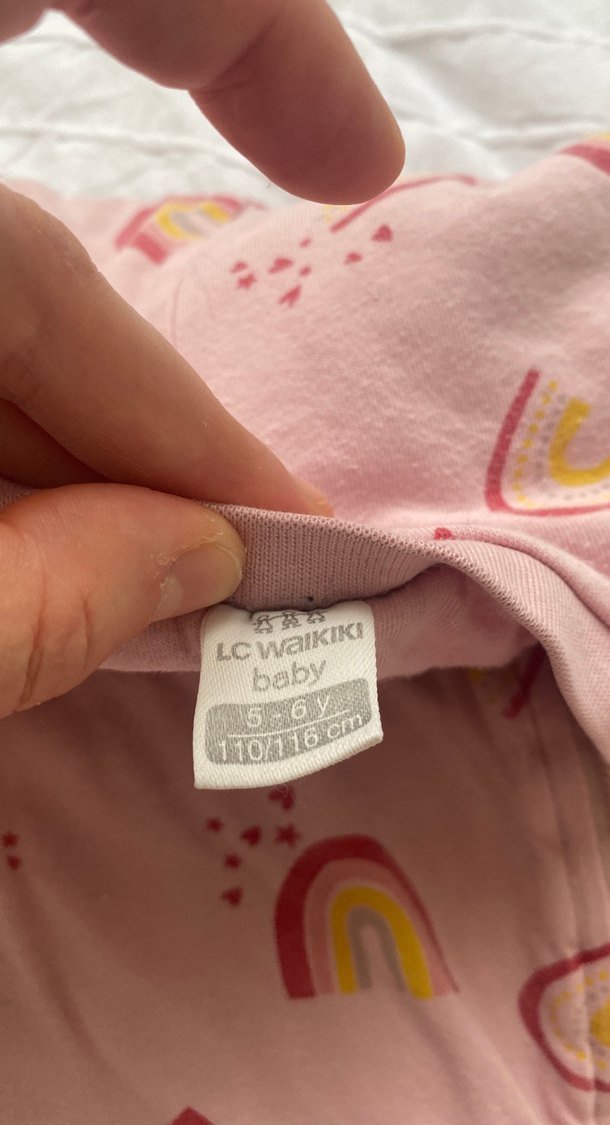 LC WAIKIKI
baby
5 - 6 y
110/116 cm